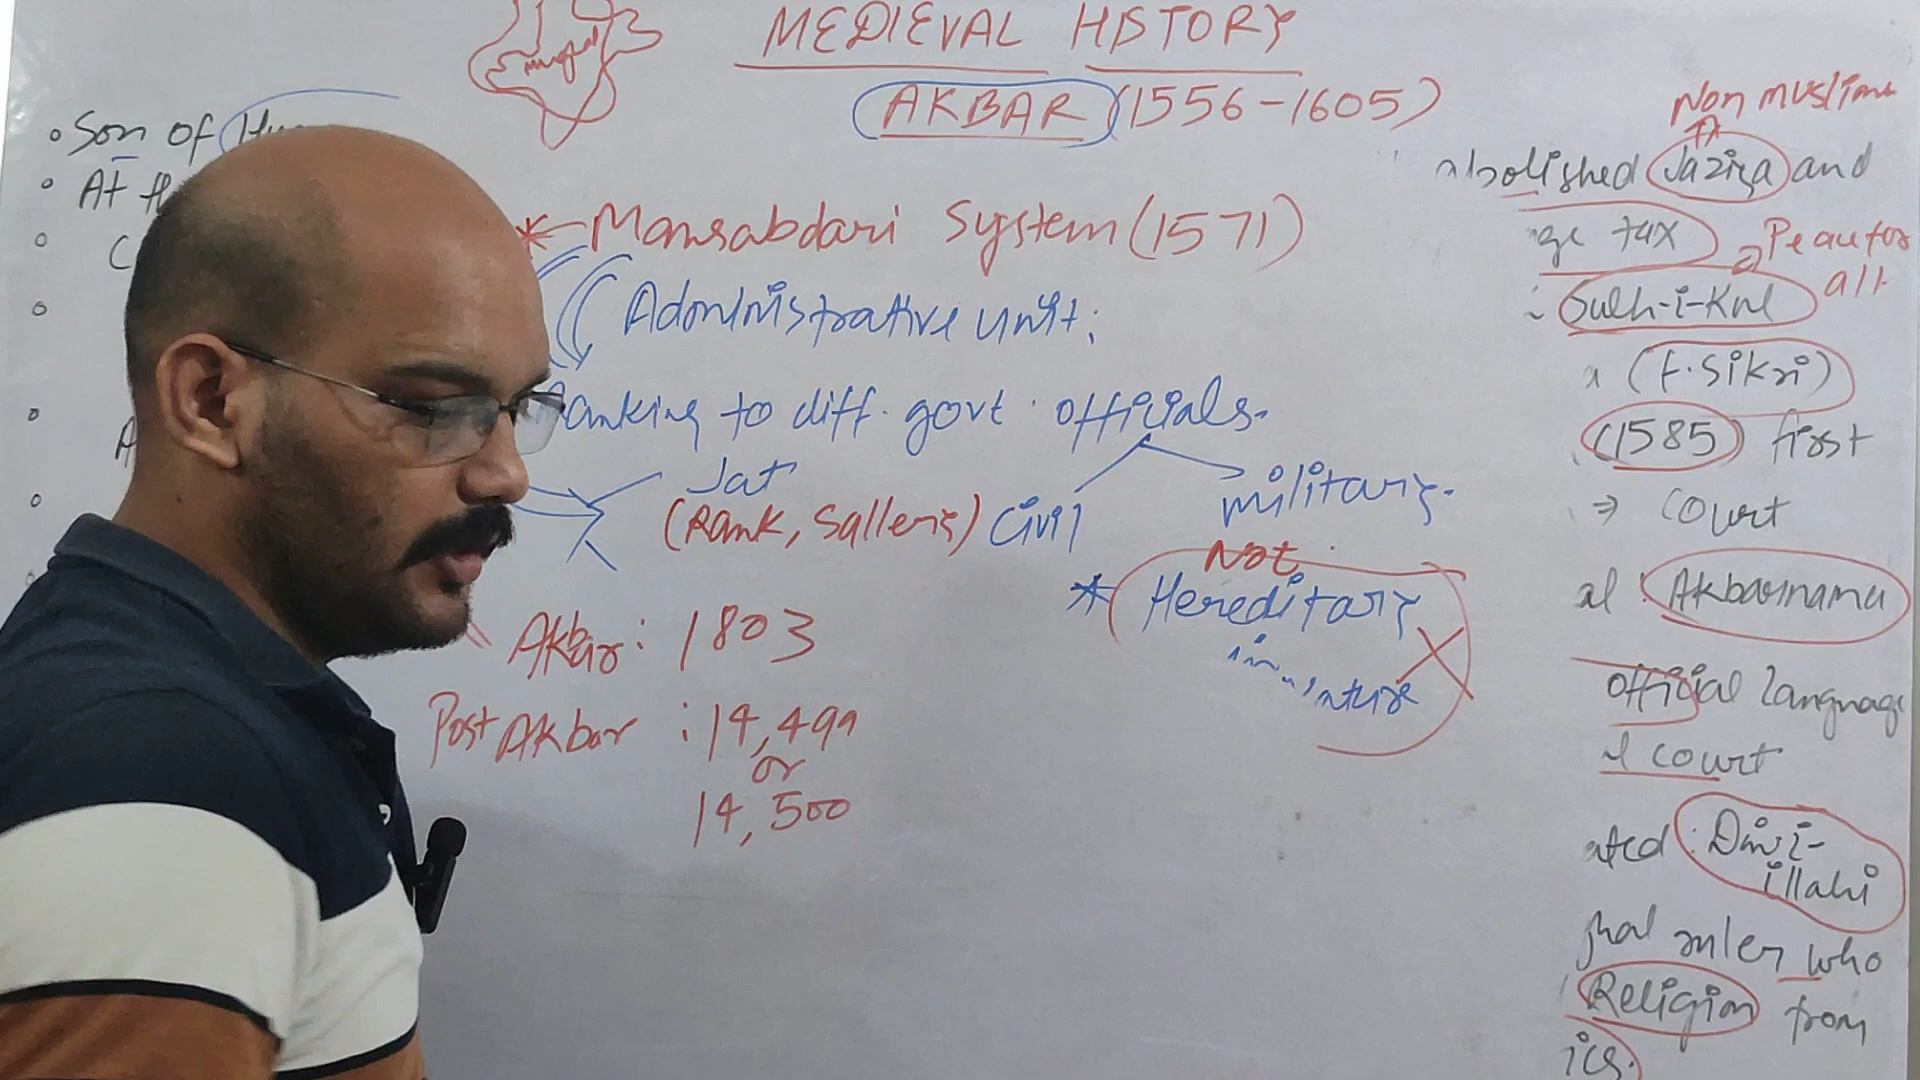 mughal
MEDIEVAL HISTORY
AKBAR (1556-1605)
Son of
At
* Mansabdari System (1571)
Administrative unit:
Ranking to diff. govt. officials.
Jat
(Rank, Sallery) Civil
military.
Not
* Hereditary
in
Akbar: 1803
Post Akbar : 14,499
or
14,500
Non muslims
abolished Jaziya and
tax
Peace for
all
Sulh-i-Kul
(F. Sikri)
(1585) first
⇒ court
Akbarnama
official language
court
Din-i-
illahi
ruler who
Religion from
ics.